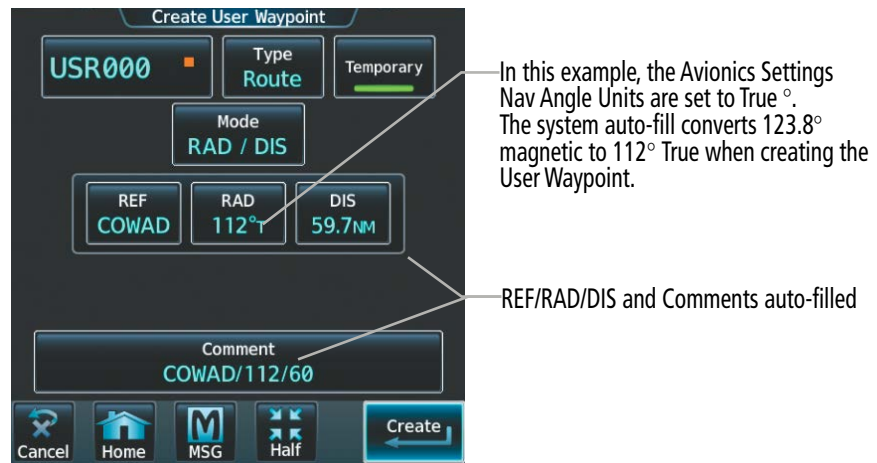 Create User Waypoint
USR000
Type
Route
Temporary
Mode
RAD / DIS
REF
COWAD
RAD
112°T
DIS
59.7NM
Comment
COWAD/112/60
Cancel
Home
MSG
Half
Create
In this example, the Avionics Settings
Nav Angle Units are set to True °.
The system auto-fill converts 123.8°
magnetic to 112° True when creating the
User Waypoint.
REF/RAD/DIS and Comments auto-filled